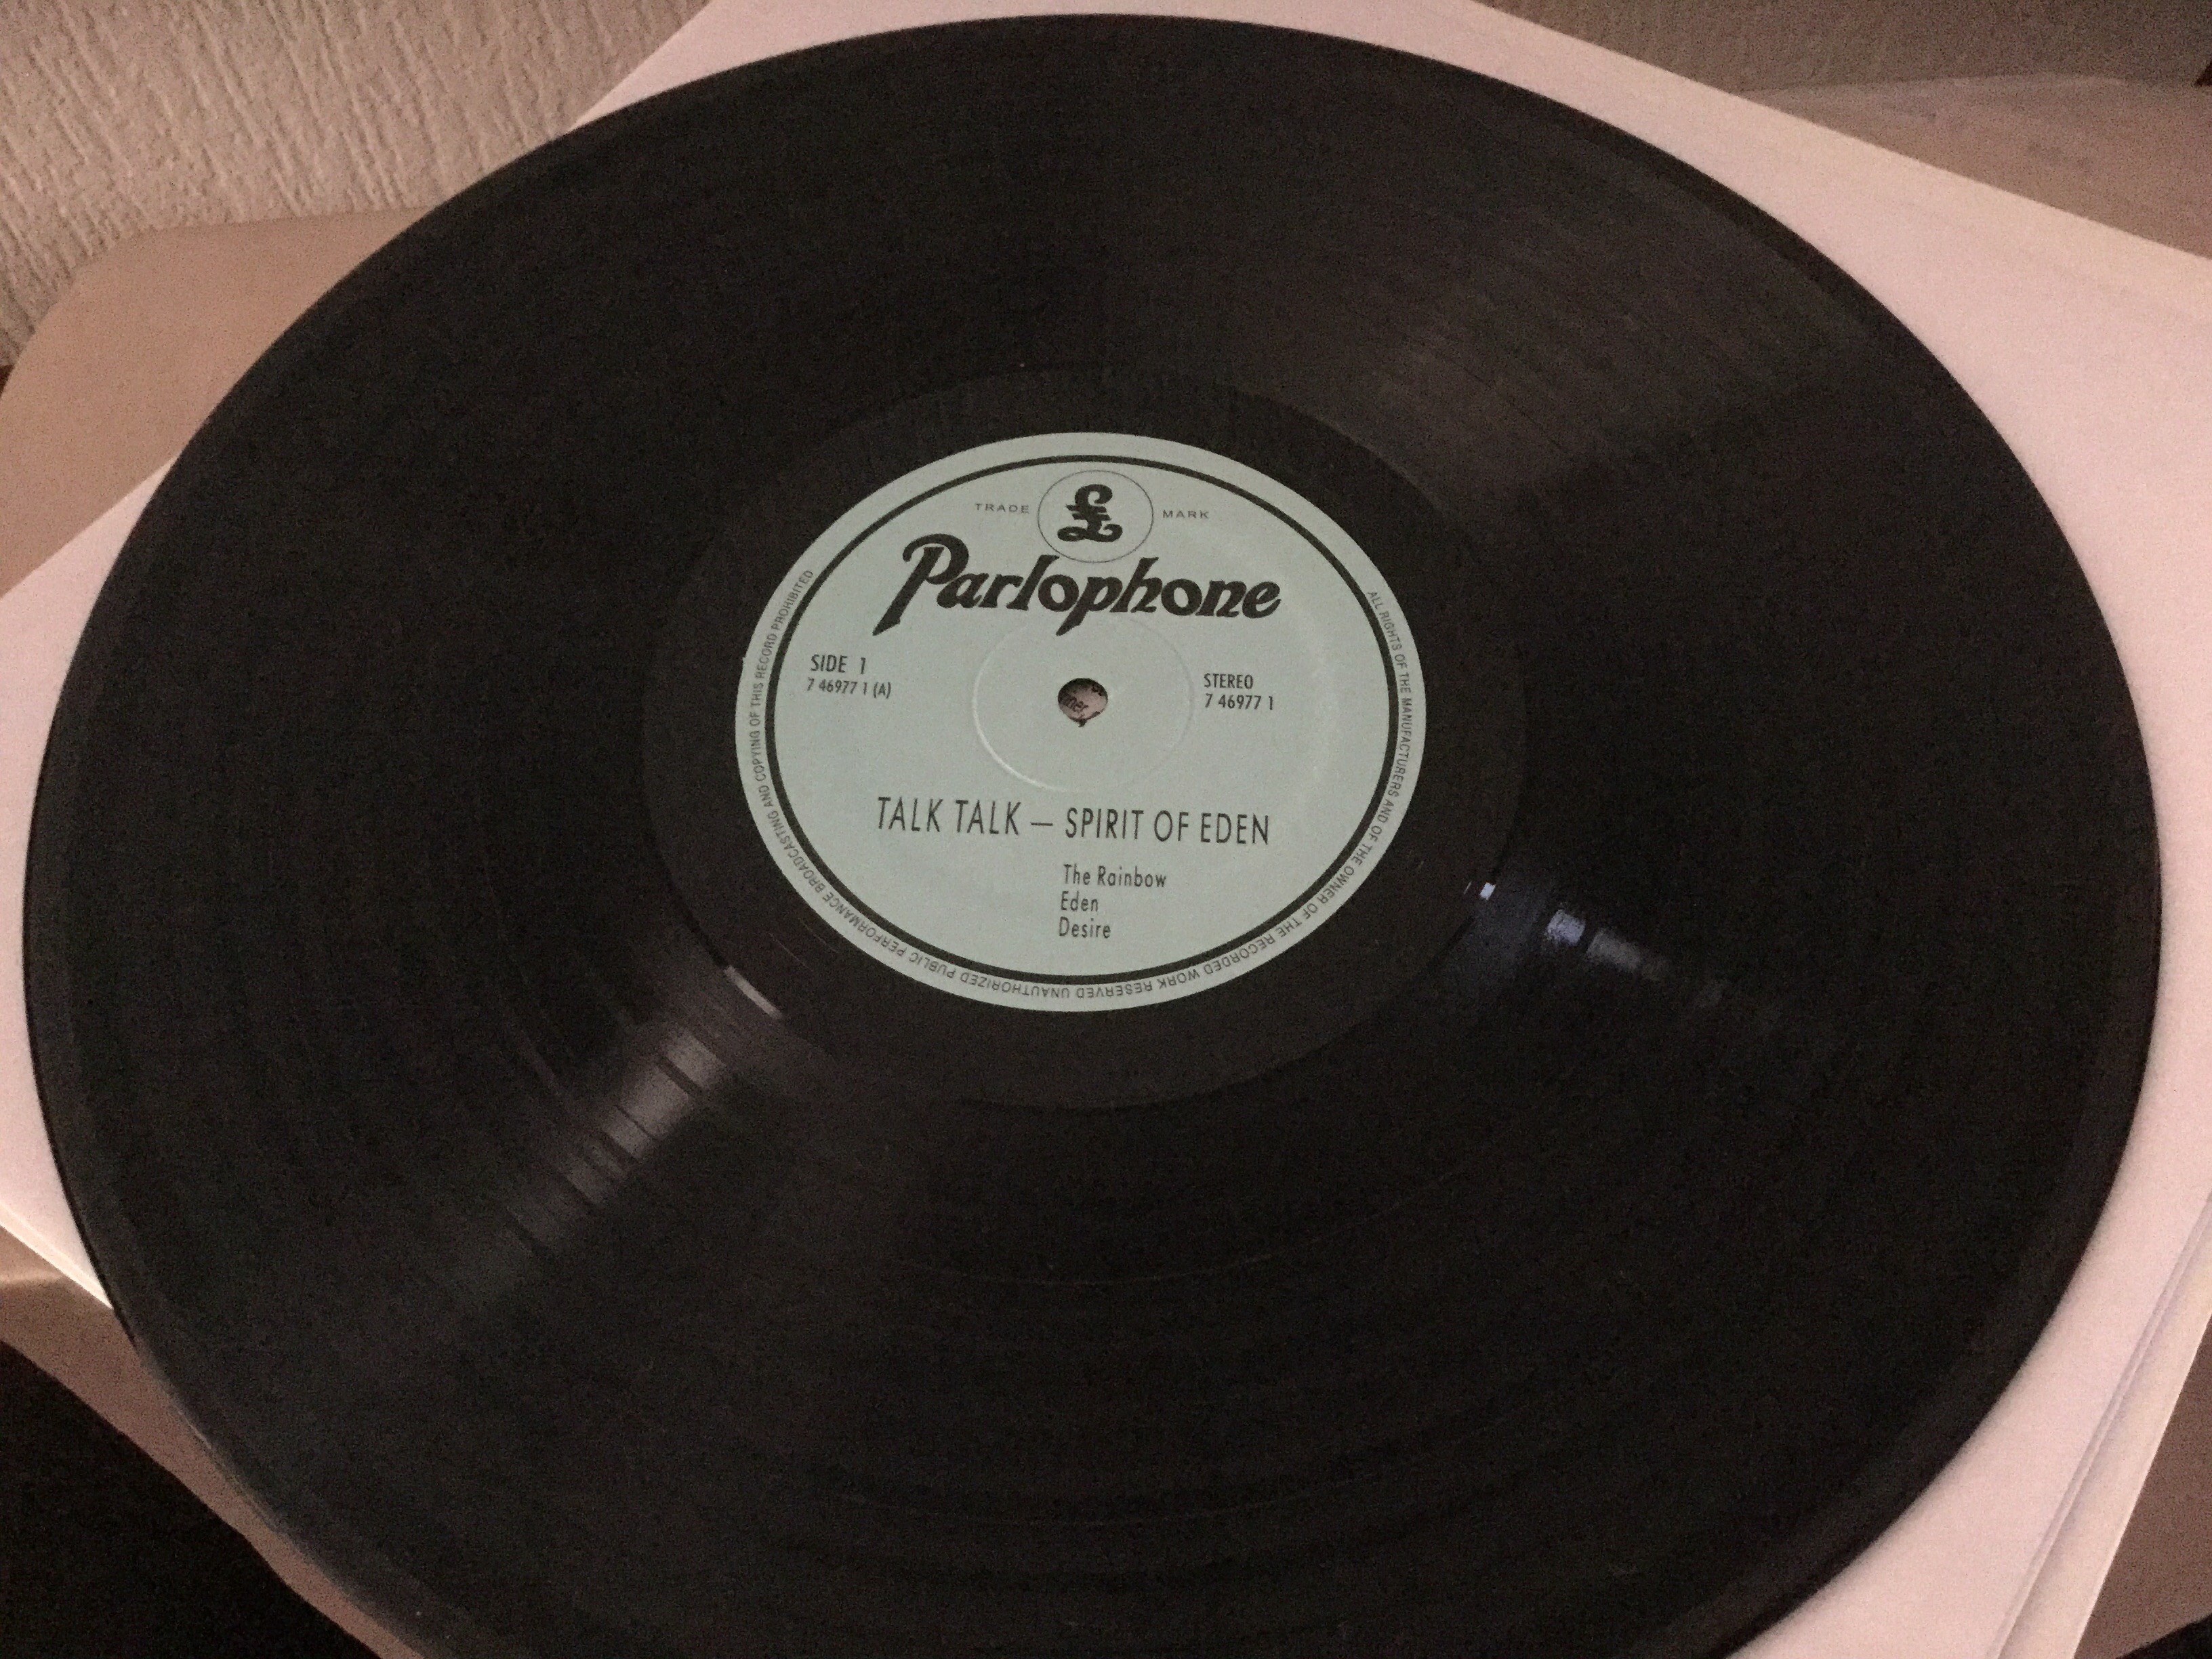 TRADE MARK
£
Parlophone
SIDE 1
7 46977 1 (A)
STEREO
7 46977 1
TALK TALK – SPIRIT OF EDEN
The Rainbow
Eden
Desire
ALL RIGHTS OF THE MANUFACTURERS AND OF THE OWNER OF THE RECORDED WORK RESERVED UNAUTHORIZED PUBLIC PERFORMANCE BROADCASTING AND COPYING OF THIS RECORD PROHIBITED